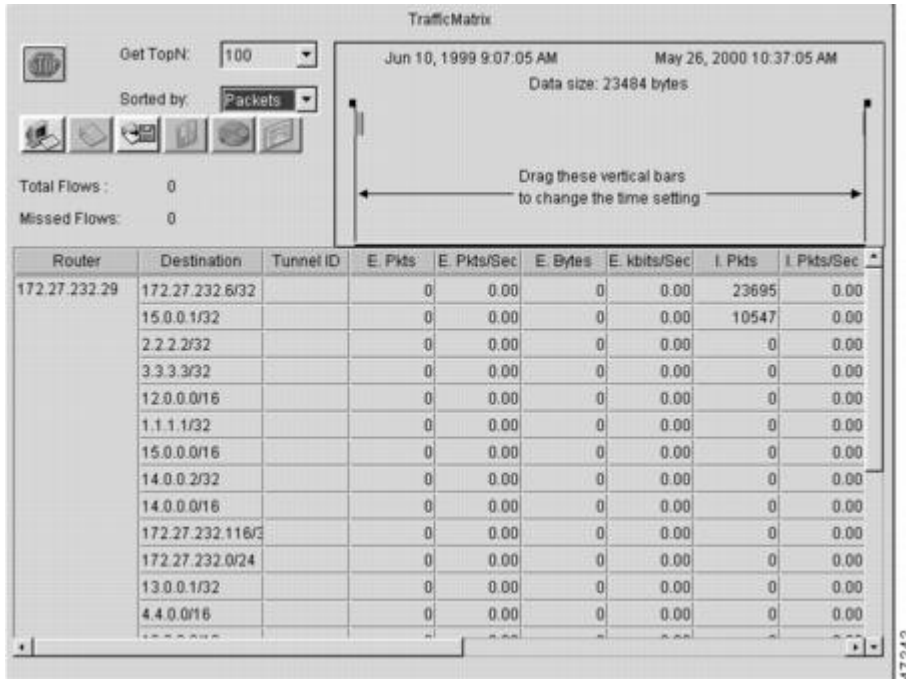 TrafficMatrix
Get TopN: 100
Sorted by: Packets
Total Flows : 0
Missed Flows: 0
Jun 10, 1999 9:07:05 AM May 26, 2000 10:37:05 AM
Data size: 23484 bytes
Drag these vertical bars
to change the time setting
Router Destination Tunnel ID E. Pkts E. Pkts/Sec E. Bytes E. kbits/Sec I. Pkts I. Pkts/Sec
172.27.232.29 172.27.232.6/32 0 0.00 0 0.00 23695 0.00
15.0.0.1/32 0 0.00 0 0.00 10547 0.00
2.2.2.2/32 0 0.00 0 0.00 0 0.00
3.3.3.3/32 0 0.00 0 0.00 0 0.00
12.0.0.0/16 0 0.00 0 0.00 0 0.00
1.1.1.1/32 0 0.00 0 0.00 0 0.00
15.0.0.0/16 0 0.00 0 0.00 0 0.00
14.0.0.2/32 0 0.00 0 0.00 0 0.00
14.0.0.0/16 0 0.00 0 0.00 0 0.00
172.27.232.116/3 0 0.00 0 0.00 0 0.00
172.27.232.0/24 0 0.00 0 0.00 0 0.00
13.0.0.1/32 0 0.00 0 0.00 0 0.00
4.4.0.0/16 0 0.00 0 0.00 0 0.00